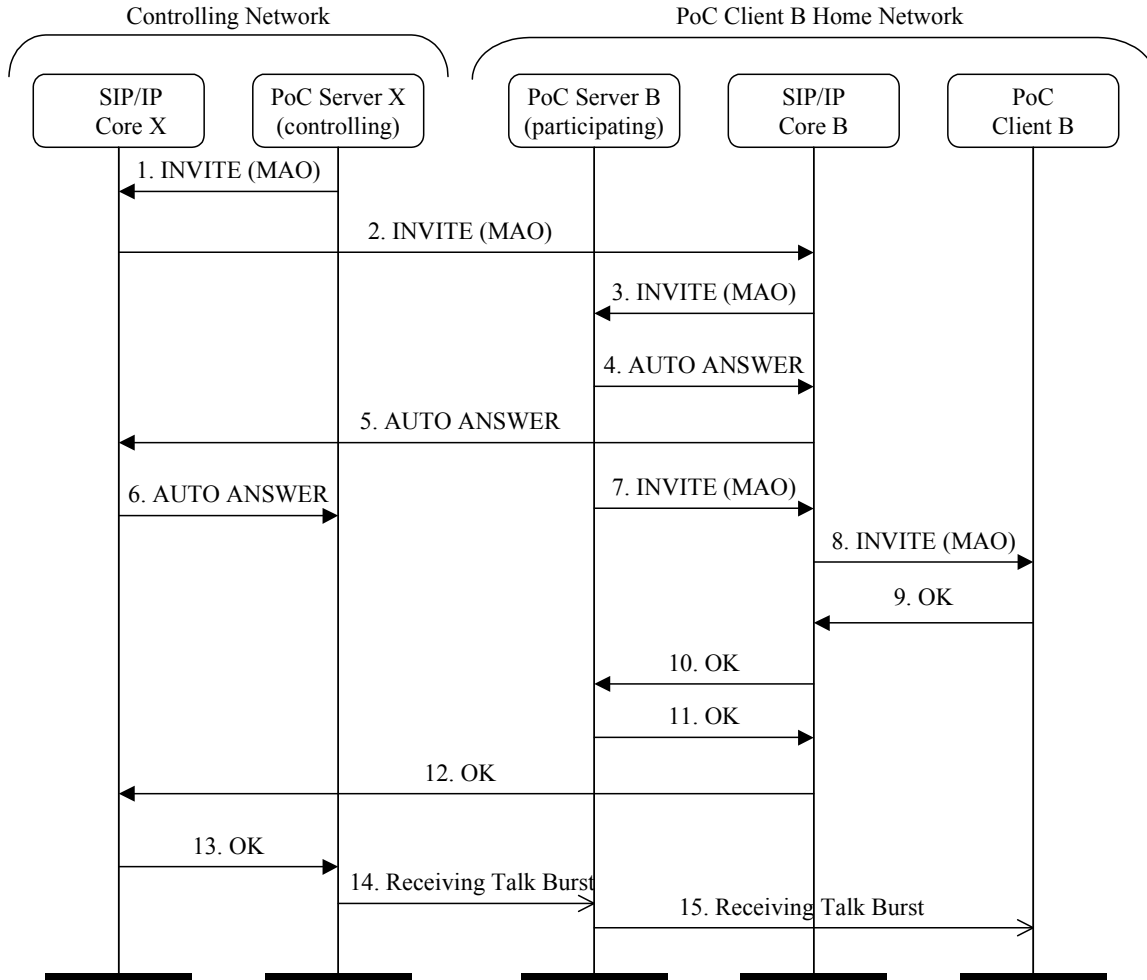 Controlling Network
PoC Client B Home Network
SIP/IP
Core X
PoC Server X
(controlling)
PoC Server B
(participating)
SIP/IP
Core B
PoC
Client B
1. INVITE (MAO)
2. INVITE (MAO)
3. INVITE (MAO)
4. AUTO ANSWER
5. AUTO ANSWER
6. AUTO ANSWER
7. INVITE (MAO)
8. INVITE (MAO)
9. OK
10. OK
11. OK
12. OK
13. OK
14. Receiving Talk Burst
15. Receiving Talk Burst